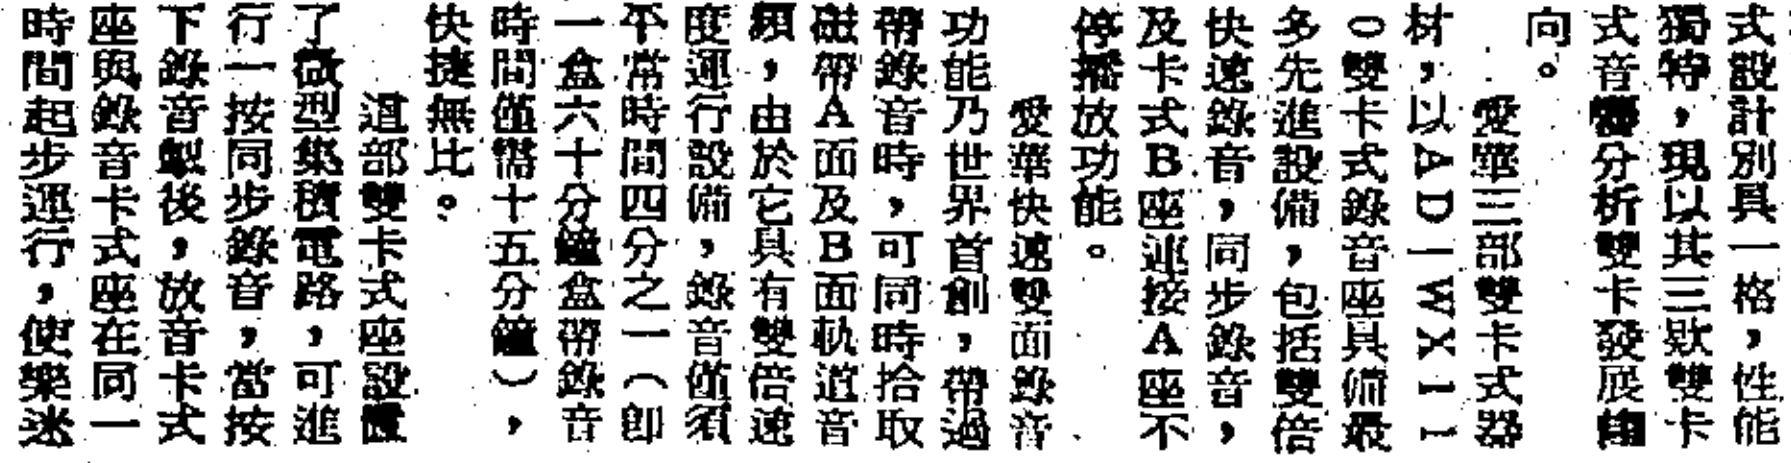 式設計別具一格，性能
獨特，現以其三款雙卡
式音響分析雙卡發展趨
向。
愛華三部雙卡式器
材，以AD—WX11
0雙卡式錄音座具備最
多先進設備，包括雙倍
快速錄音，同步錄音，
及卡式B座連接A座不
停播放功能。
愛華快速雙面錄音
功能乃世界首創，帶過
帶錄音時，可同時拾取
磁帶A面及B面軌道音
頻，由於它具有雙倍速
度運行設備，錄音僅須
平常時間四分之一（卽
一盒六十分鐘盒帶錄音
時間僅需十五分鐘），
快捷無比。
這部雙卡式座設置
了微型集積電路，可進
行一按同步錄音，當按
下錄音掣後，放音卡式
座與錄音卡式座在同一
時間起步運行，使樂迷